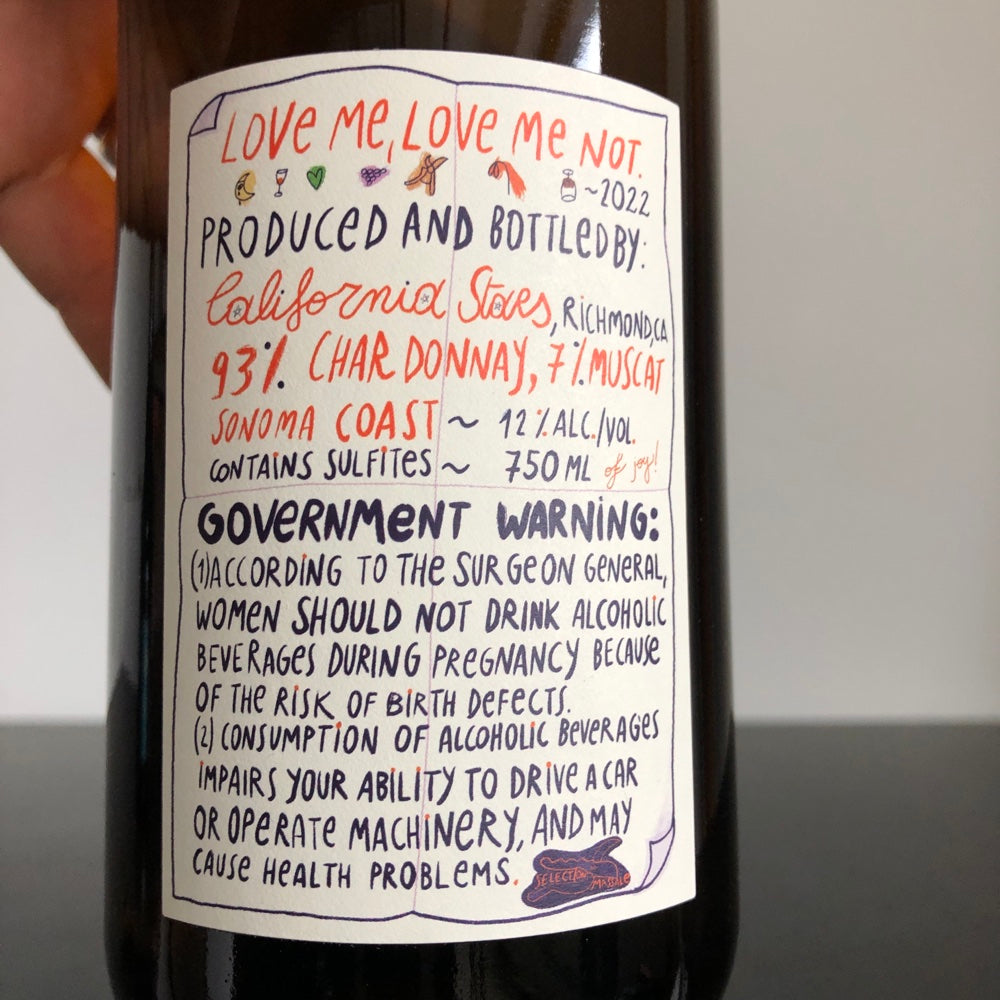 LOVE ME, LOVE ME NOT.
~2022
PRODUCED AND BOTTLED BY:
California Stars, RICHMOND, CA
93% CHARDONNAY, 7% MUSCAT
SONOMA COAST ~ 12% ALC./VOL.
CONTAINS SULFITES ~ 750 ML of joy!
GOVERNMENT WARNING:
(1) ACCORDING TO THE SURGEON GENERAL,
WOMEN SHOULD NOT DRINK ALCOHOLIC
BEVERAGES DURING PREGNANCY BECAUSE
OF THE RISK OF BIRTH DEFECTS.
(2) CONSUMPTION OF ALCOHOLIC BEVERAGES
IMPAIRS YOUR ABILITY TO DRIVE A CAR
OR OPERATE MACHINERY, AND MAY
CAUSE HEALTH PROBLEMS.
SELECTION MASSALE